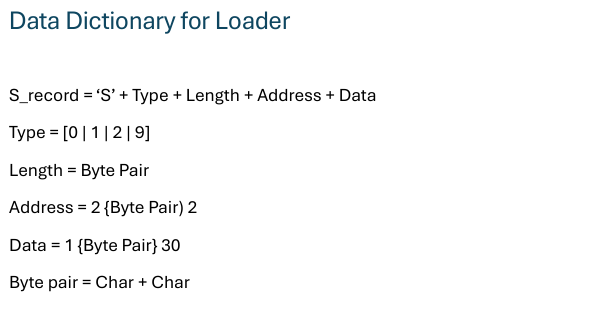 Data Dictionary for Loader
S_record = ‘S’ + Type + Length + Address + Data
Type = [0 | 1 | 2 | 9]
Length = Byte Pair
Address = 2 {Byte Pair) 2
Data = 1 {Byte Pair} 30
Byte pair = Char + Char